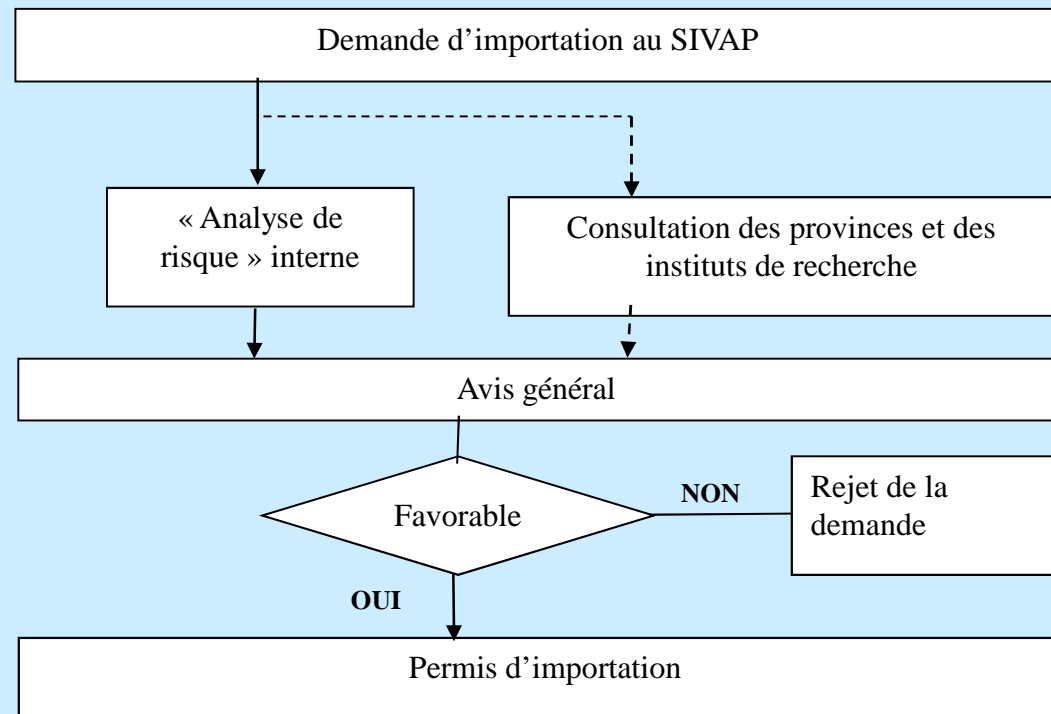 Demande d’importation au SIVAP
« Analyse de
risque » interne
Consultation des provinces et des
instituts de recherche
Avis général
Favorable
NON
Rejet de la
demande
OUI
Permis d’importation